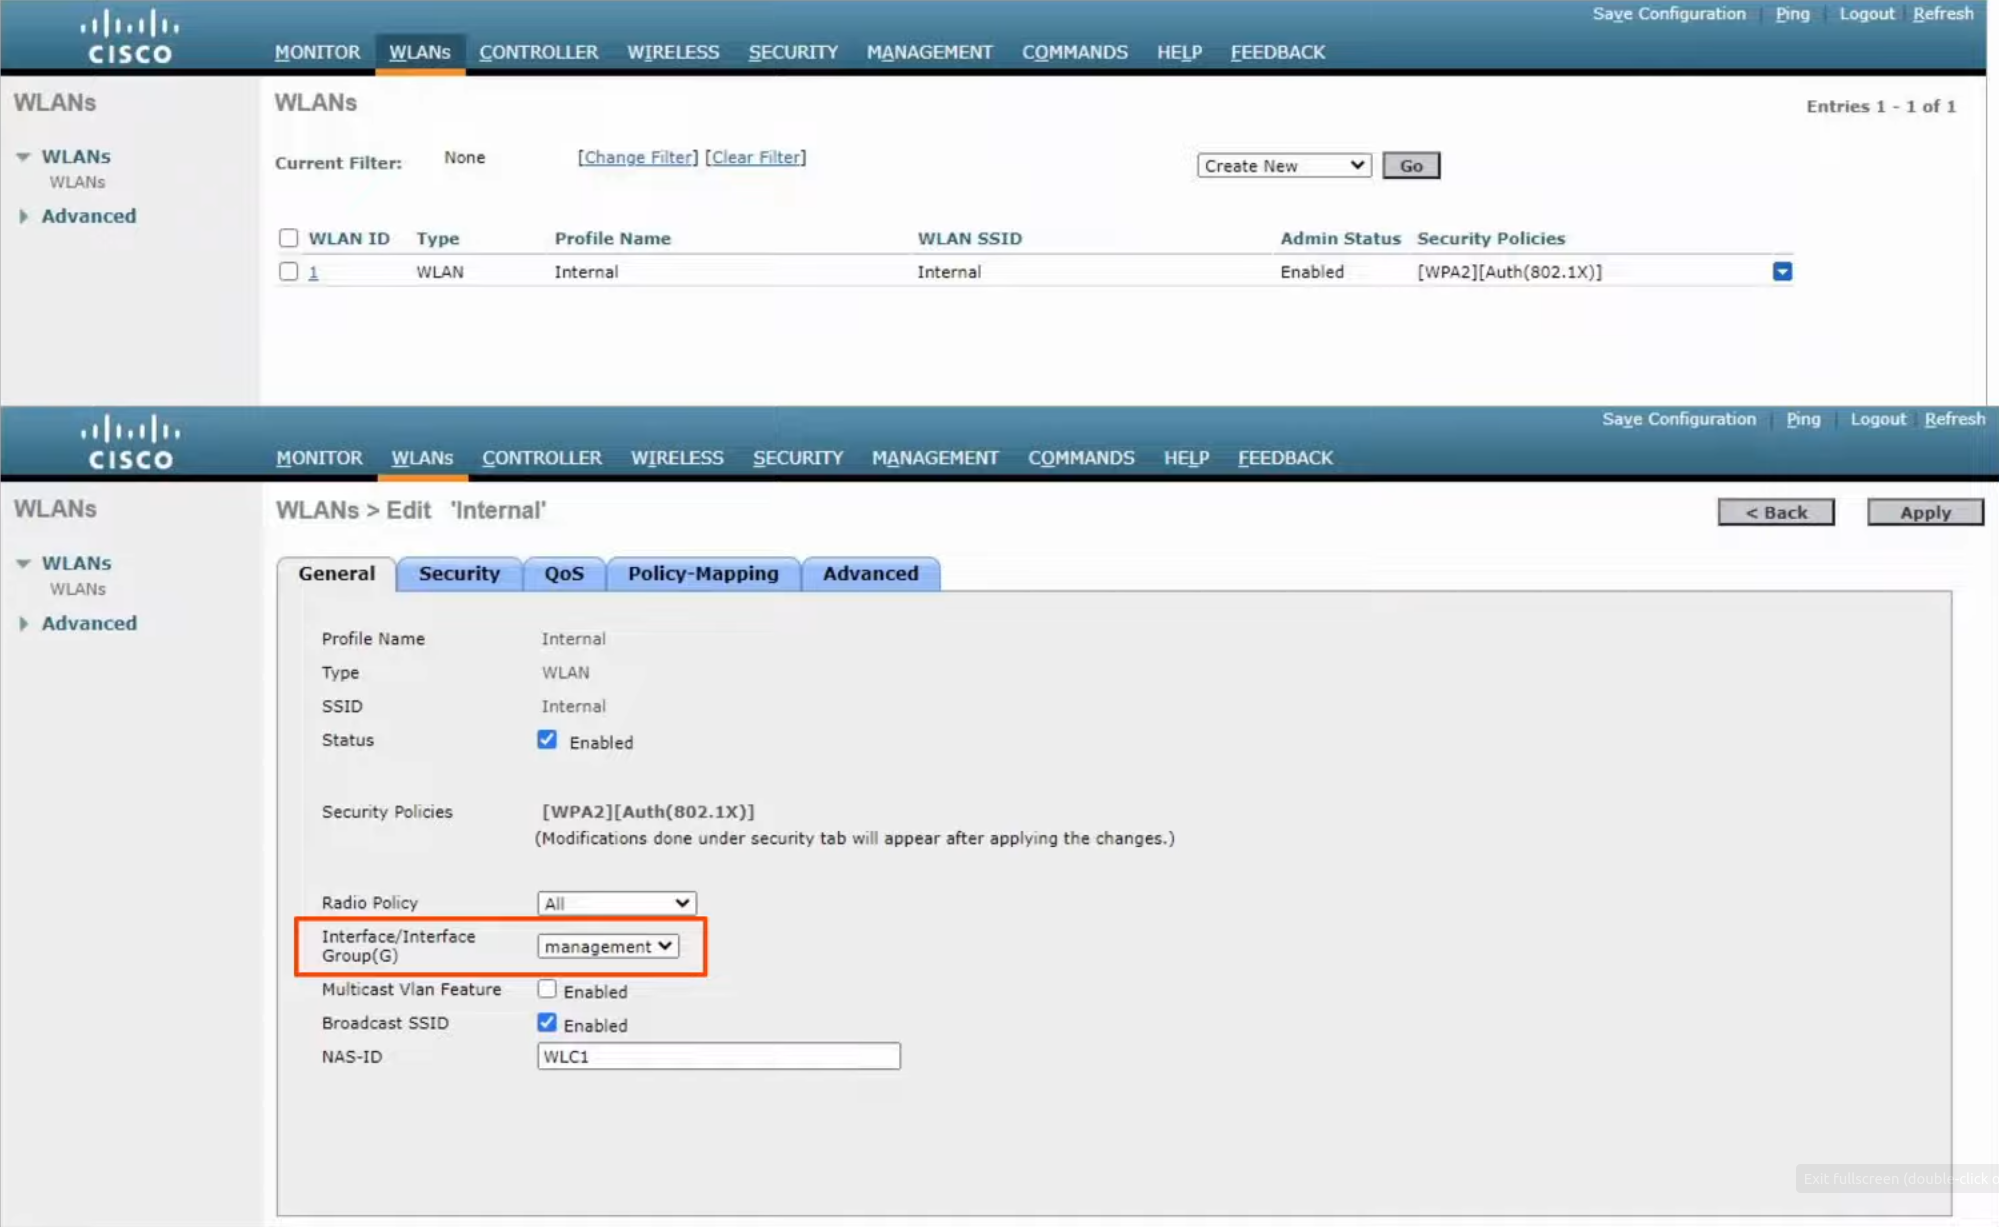 Save Configuration Ping Logout Refresh
CISCO
MONITOR WLANs CONTROLLER WIRELESS SECURITY MANAGEMENT COMMANDS HELP FEEDBACK
WLANs
WLANs
Entries 1 - 1 of 1
WLANs
WLANs
Advanced
Current Filter: None [Change Filter] [Clear Filter]
Create New Go
WLAN ID Type Profile Name WLAN SSID Admin Status Security Policies
1 WLAN Internal Internal Enabled [WPA2][Auth(802.1X)]
Save Configuration Ping Logout Refresh
CISCO
MONITOR WLANs CONTROLLER WIRELESS SECURITY MANAGEMENT COMMANDS HELP FEEDBACK
WLANs
WLANs > Edit 'Internal'
< Back Apply
WLANs
WLANs
Advanced
General Security QoS Policy-Mapping Advanced
Profile Name Internal
Type WLAN
SSID Internal
Status Enabled
Security Policies [WPA2][Auth(802.1X)]
(Modifications done under security tab will appear after applying the changes.)
Radio Policy All
Interface/Interface
Group(G) management
Multicast Vlan Feature Enabled
Broadcast SSID Enabled
NAS-ID WLC1
Exit fullscreen (double-click